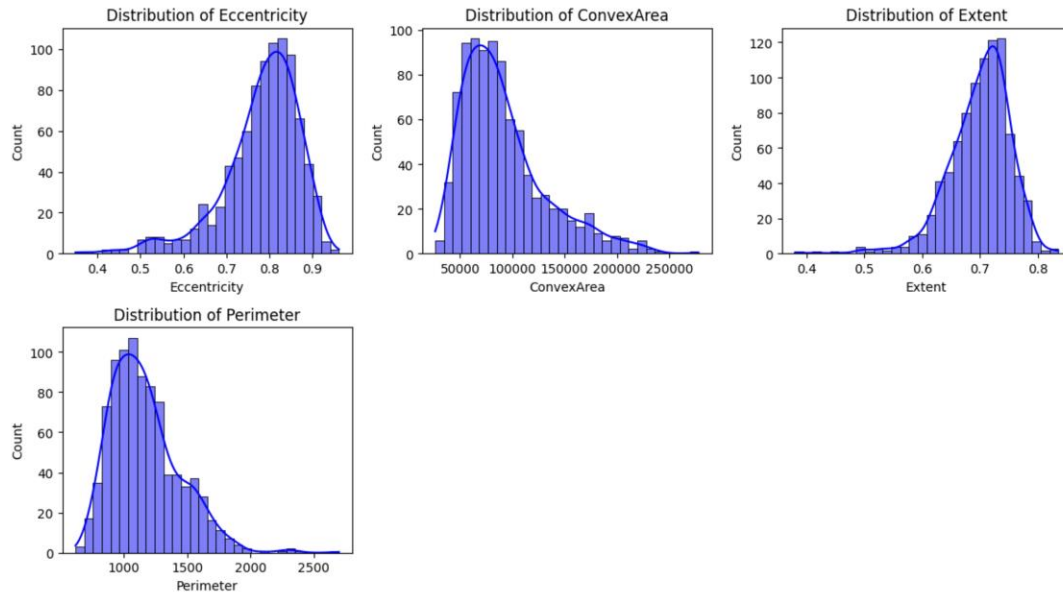 Distribution of Eccentricity
Count
100
80
60
40
20
0
0.4 0.5 0.6 0.7 0.8 0.9
Eccentricity
Distribution of ConvexArea
Count
100
80
60
40
20
0
50000 100000 150000 200000 250000
ConvexArea
Distribution of Extent
Count
120
100
80
60
40
20
0
0.4 0.5 0.6 0.7 0.8
Extent
Distribution of Perimeter
Count
100
80
60
40
20
0
1000 1500 2000 2500
Perimeter